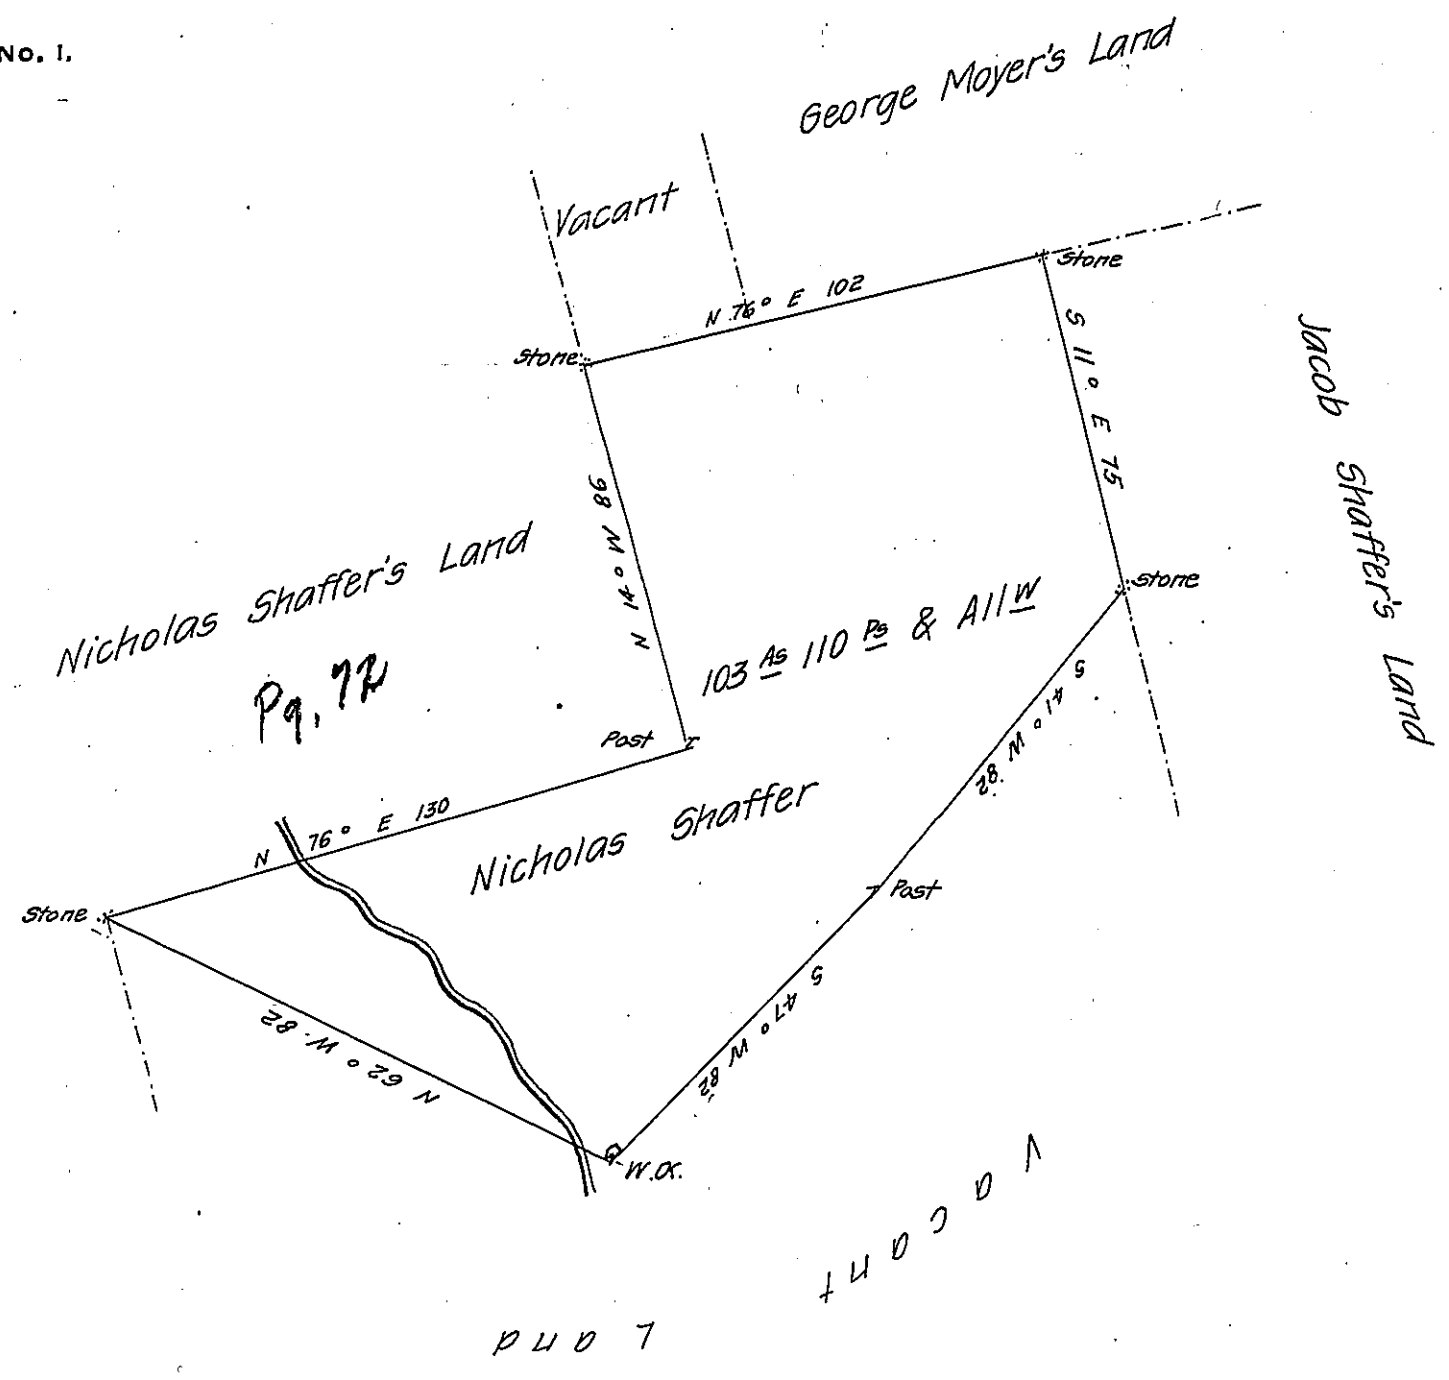 No. 1.
George Moyer's Land
Vacant
N 76° E 102
Stone
Stone
S 11° E 75
Jacob Shaffer's Land
N 14° W 86
Nicholas Shaffer's Land
Stone
103 As 110 Ps & Allw
S 41° W 82
Pg. 72
Post
Nicholas Shaffer
N 76° E 130
Post
Stone
S 47° W 82
N 62° W. 82
W.O.
Vacant
Land